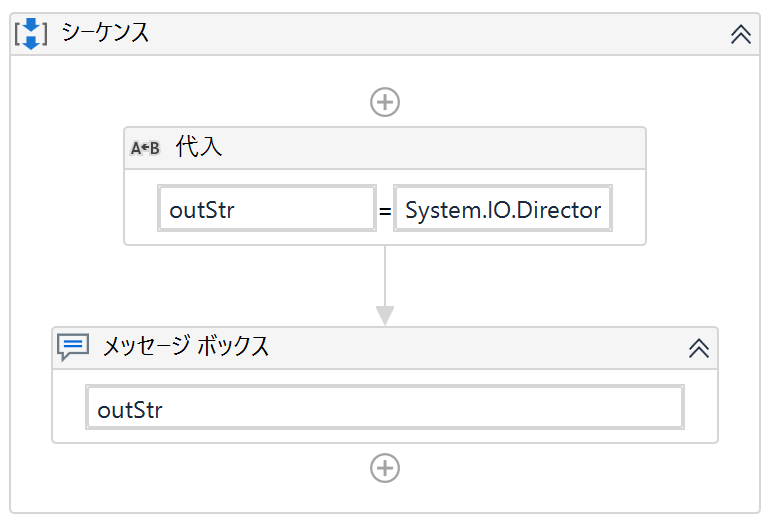 シーケンス
A←B 代入
outStr = System.IO.Director
メッセージ ボックス
outStr